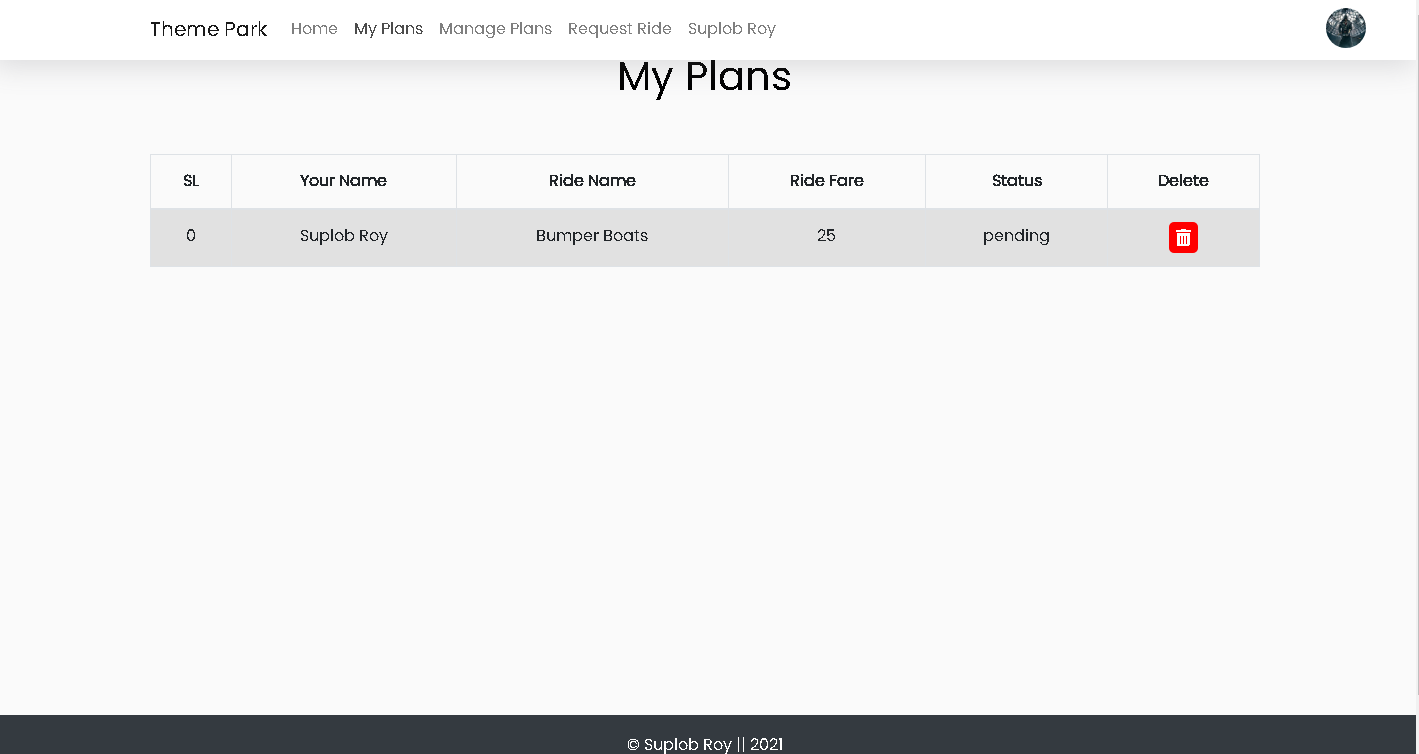 Theme Park Home My Plans Manage Plans Request Ride Suplob Roy
My Plans
SL Your Name Ride Name Ride Fare Status Delete
0 Suplob Roy Bumper Boats 25 pending
© Suplob Roy || 2021